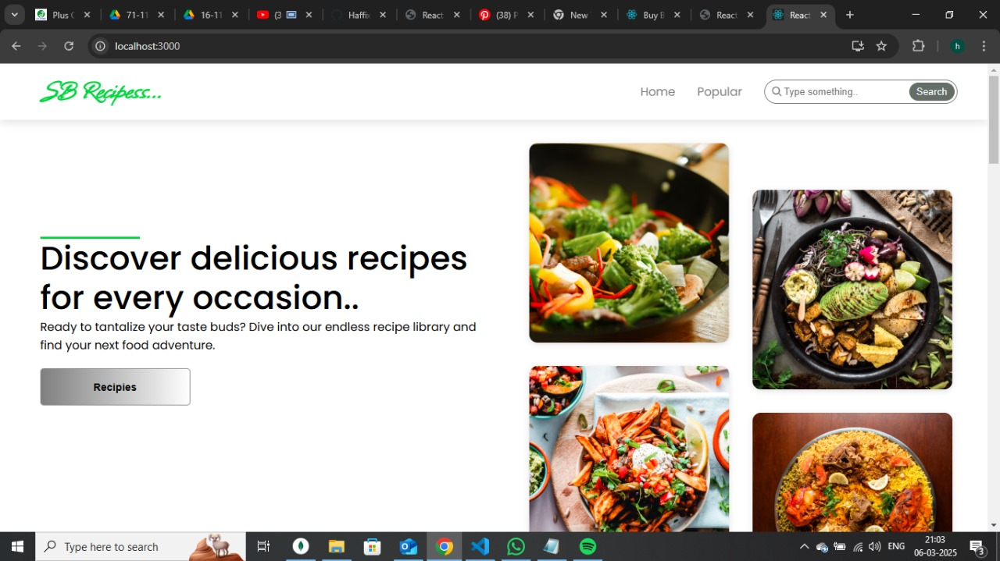 Plus C
71-11
16-11
(3
Haffix
React
(38) P
New
Buy B
React
React
localhost:3000
h
SB Recipess...
Home
Popular
Type something..
Search
Discover delicious recipes
for every occasion..
Ready to tantalize your taste buds? Dive into our endless recipe library and
find your next food adventure.
Recipies
Type here to search
ENG
21:03
06-03-2025
3